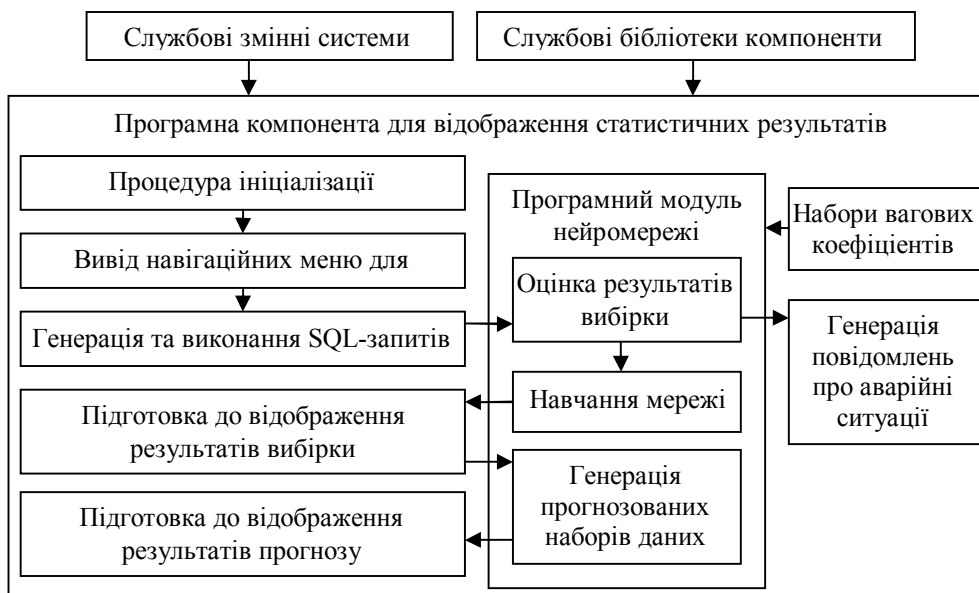 Службові змінні системи
Службові бібліотеки компоненти
Програмна компонента для відображення статистичних результатів
Процедура ініціалізації
Вивід навігаційних меню для
Генерація та виконання SQL-запитів
Підготовка до відображення
результатів вибірки
Підготовка до відображення
результатів прогнозу
Програмний модуль
нейромережі
Оцінка результатів
вибірки
Навчання мережі
Генерація
прогнозованих
наборів даних
Набори вагових
коефіцієнтів
Генерація
повідомлень
про аварійні
ситуації